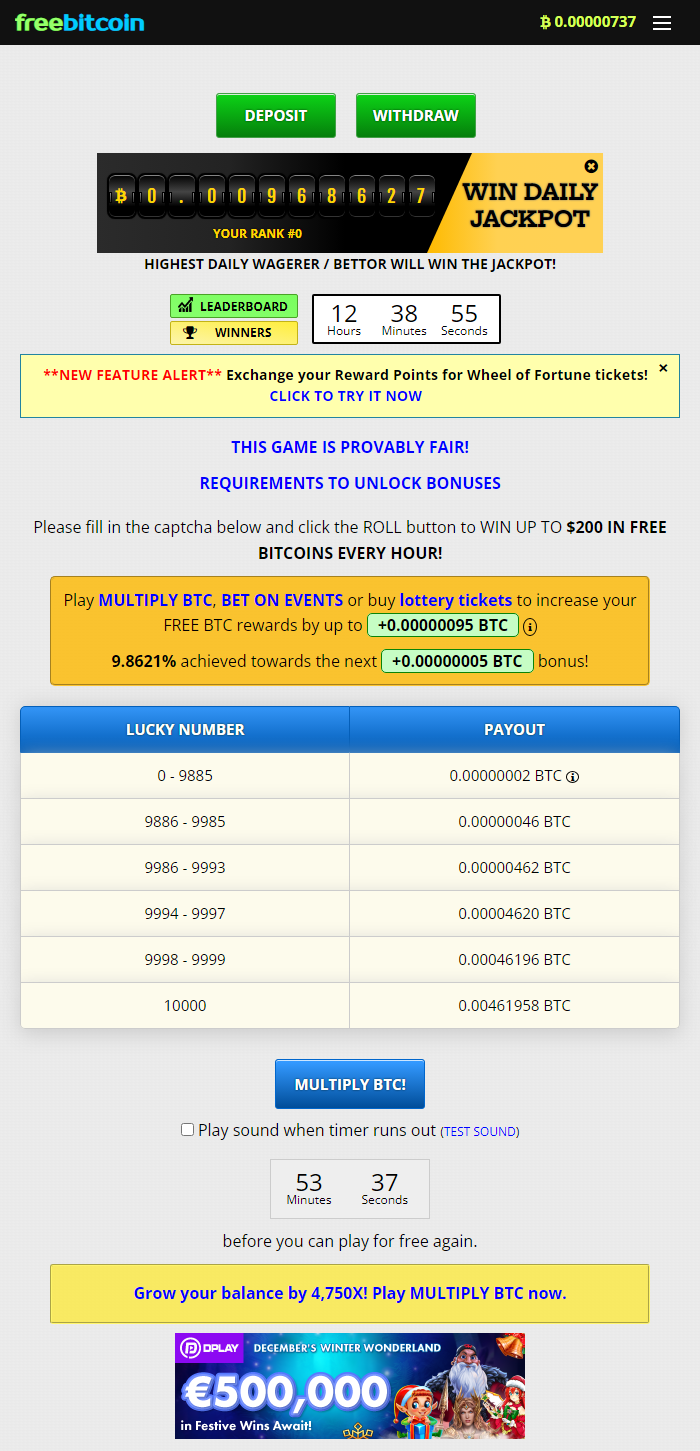 freebitcoin
₿ 0.00000737
DEPOSIT
WITHDRAW
₿ 0.00968627
YOUR RANK #0
WIN DAILY
JACKPOT
HIGHEST DAILY WAGERER / BETTOR WILL WIN THE JACKPOT!
LEADERBOARD
WINNERS
12 38 55
Hours Minutes Seconds
**NEW FEATURE ALERT** Exchange your Reward Points for Wheel of Fortune tickets!
CLICK TO TRY IT NOW
THIS GAME IS PROVABLY FAIR!
REQUIREMENTS TO UNLOCK BONUSES
Please fill in the captcha below and click the ROLL button to WIN UP TO $200 IN FREE
BITCOINS EVERY HOUR!
Play MULTIPLY BTC, BET ON EVENTS or buy lottery tickets to increase your
FREE BTC rewards by up to +0.00000095 BTC
9.8621% achieved towards the next +0.00000005 BTC bonus!
LUCKY NUMBER PAYOUT
0 - 9885 0.00000002 BTC
9886 - 9985 0.00000046 BTC
9986 - 9993 0.00000462 BTC
9994 - 9997 0.00004620 BTC
9998 - 9999 0.00046196 BTC
10000 0.00461958 BTC
MULTIPLY BTC!
Play sound when timer runs out (TEST SOUND)
53 37
Minutes Seconds
before you can play for free again.
Grow your balance by 4,750X! Play MULTIPLY BTC now.
DPLAY
DECEMBER'S WINTER WONDERLAND
€500,000
in Festive Wins Await!